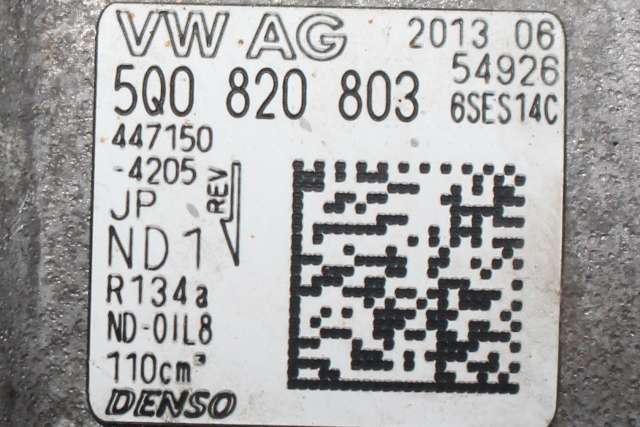 VW AG 2013 06
54926
5Q0 820 803 6SES14C
447150
-4205
JP REV
ND1
R134a
ND-OIL8
110cm³
DENSO